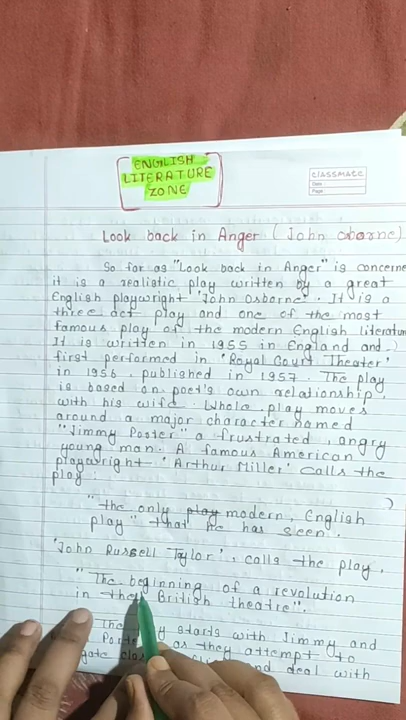 ENGLISH
LITERATURE
ZONE
CLASSMATE
Date :
Page :
Look back in Anger (John osborne)
So far as "Look back in Anger" is concerne
it is a realistic play written by a great
English playwright 'John Osborne'. It is a
three act play and one of the most
famous play of the modern English literatur
It is written in 1955 in England and
first performed in 'Royal Court Theater'
in 1956, published in 1957. The play
is based on poet's own relationship
with his wife. Whole play moves
around a major character named
"Jimmy Porter" a frustrated, angry
young man. A famous American
playwright 'Arthur Miller' calls the
play :
"the only play modern, English
play" that he has seen.
'John Russell Taylor', calls the play,
"The beginning of a revolution
in the British theatre".
The starts with Jimmy and
as they attempt to
and deal with